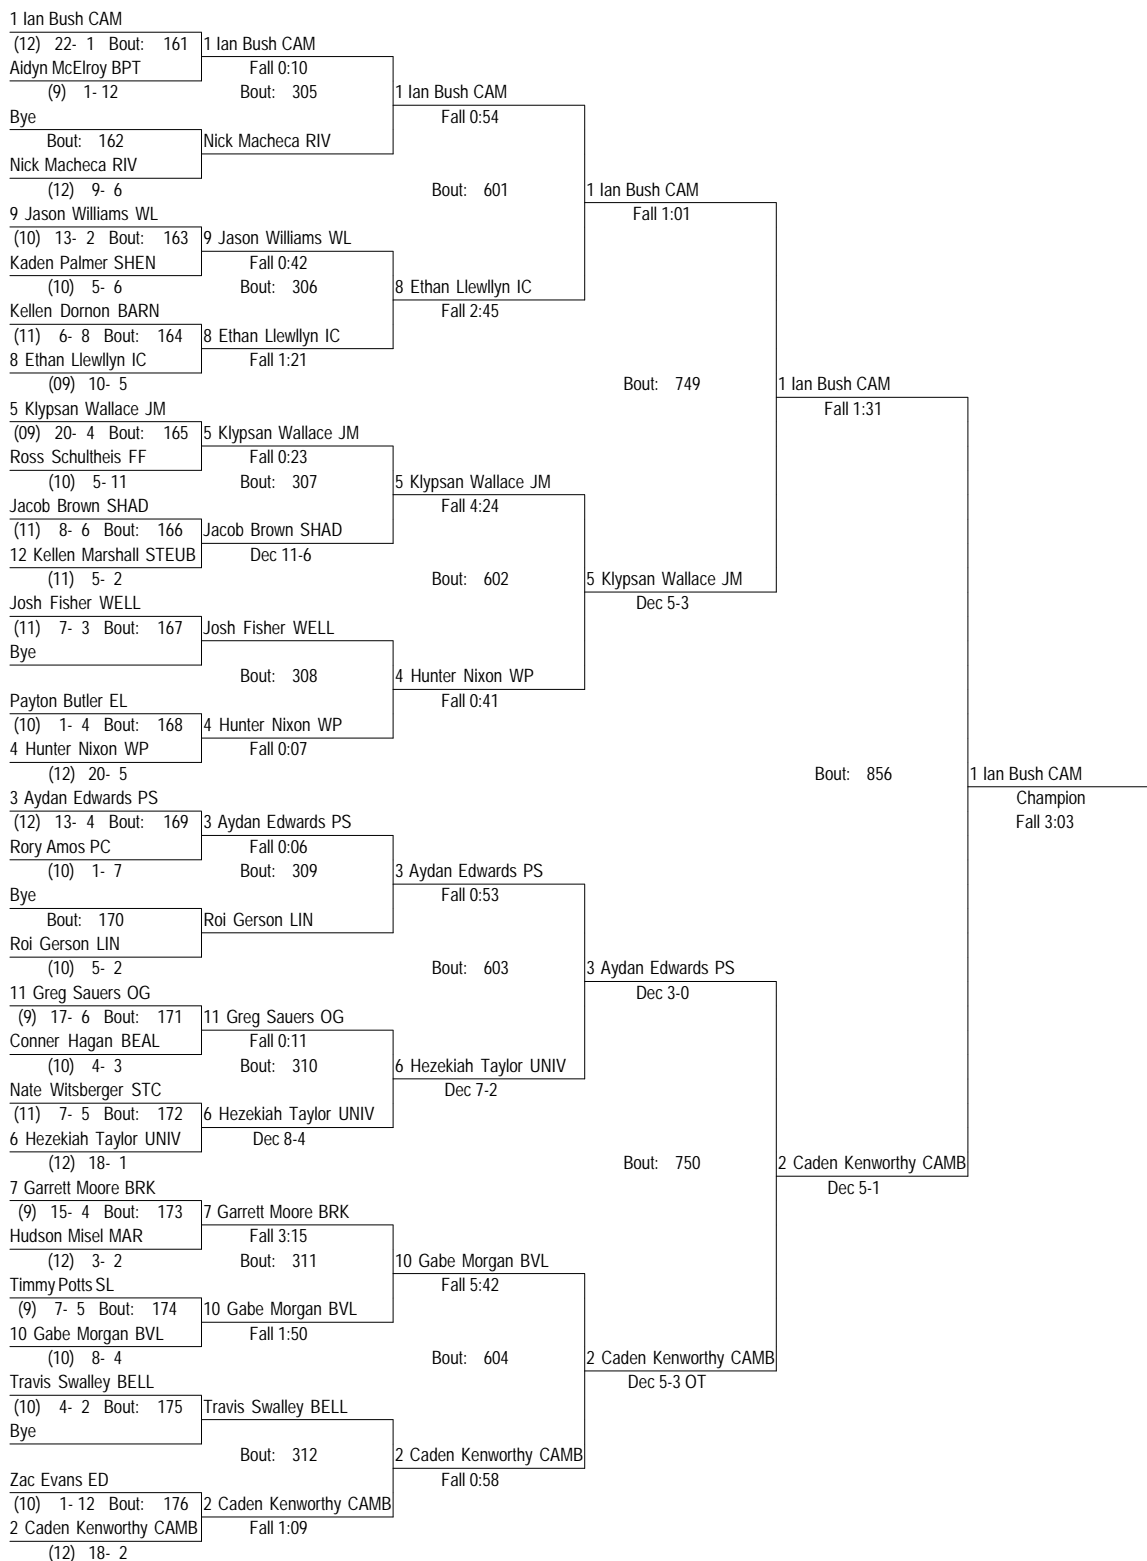 1 Ian Bush CAM
(12) 22- 1 Bout: 161
1 Ian Bush CAM
Aidyn McElroy BPT
Fall 0:10
(9) 1- 12
Bout: 305
1 Ian Bush CAM
Bye
Fall 0:54
Bout: 162
Nick Macheca RIV
Nick Macheca RIV
(12) 9- 6
Bout: 601
1 Ian Bush CAM
9 Jason Williams WL
Fall 1:01
(10) 13- 2 Bout: 163
9 Jason Williams WL
Kaden Palmer SHEN
Fall 0:42
(10) 5- 6
Bout: 306
8 Ethan Llewllyn IC
Kellen Dornon BARN
Fall 2:45
(11) 6- 8 Bout: 164
8 Ethan Llewllyn IC
8 Ethan Llewllyn IC
Fall 1:21
(09) 10- 5
Bout: 749
1 Ian Bush CAM
5 Klypsan Wallace JM
Fall 1:31
(09) 20- 4 Bout: 165
5 Klypsan Wallace JM
Ross Schultheis FF
Fall 0:23
(10) 5- 11
Bout: 307
5 Klypsan Wallace JM
Jacob Brown SHAD
Fall 4:24
(11) 8- 6 Bout: 166
Jacob Brown SHAD
12 Kellen Marshall STEUB
Dec 11-6
(11) 5- 2
Bout: 602
5 Klypsan Wallace JM
Josh Fisher WELL
Dec 5-3
(11) 7- 3 Bout: 167
Josh Fisher WELL
Bye
Bout: 308
4 Hunter Nixon WP
Payton Butler EL
Fall 0:41
(10) 1- 4 Bout: 168
4 Hunter Nixon WP
4 Hunter Nixon WP
Fall 0:07
(12) 20- 5
Bout: 856
1 Ian Bush CAM
3 Aydan Edwards PS
Champion
(12) 13- 4 Bout: 169
3 Aydan Edwards PS
Fall 3:03
Rory Amos PC
Fall 0:06
(10) 1- 7
Bout: 309
3 Aydan Edwards PS
Bye
Fall 0:53
Bout: 170
Roi Gerson LIN
Roi Gerson LIN
(10) 5- 2
Bout: 603
3 Aydan Edwards PS
11 Greg Sauers OG
Dec 3-0
(9) 17- 6 Bout: 171
11 Greg Sauers OG
Conner Hagan BEAL
Fall 0:11
(10) 4- 3
Bout: 310
6 Hezekiah Taylor UNIV
Nate Witsberger STC
Dec 7-2
(11) 7- 5 Bout: 172
6 Hezekiah Taylor UNIV
6 Hezekiah Taylor UNIV
Dec 8-4
(12) 18- 1
Bout: 750
2 Caden Kenworthy CAMB
7 Garrett Moore BRK
Dec 5-1
(9) 15- 4 Bout: 173
7 Garrett Moore BRK
Hudson Misel MAR
Fall 3:15
(12) 3- 2
Bout: 311
10 Gabe Morgan BVL
Timmy Potts SL
Fall 5:42
(9) 7- 5 Bout: 174
10 Gabe Morgan BVL
10 Gabe Morgan BVL
Fall 1:50
(10) 8- 4
Bout: 604
2 Caden Kenworthy CAMB
Travis Swalley BELL
Dec 5-3 OT
(10) 4- 2 Bout: 175
Travis Swalley BELL
Bye
Bout: 312
2 Caden Kenworthy CAMB
Zac Evans ED
Fall 0:58
(10) 1- 12 Bout: 176
2 Caden Kenworthy CAMB
2 Caden Kenworthy CAMB
Fall 1:09
(12) 18- 2